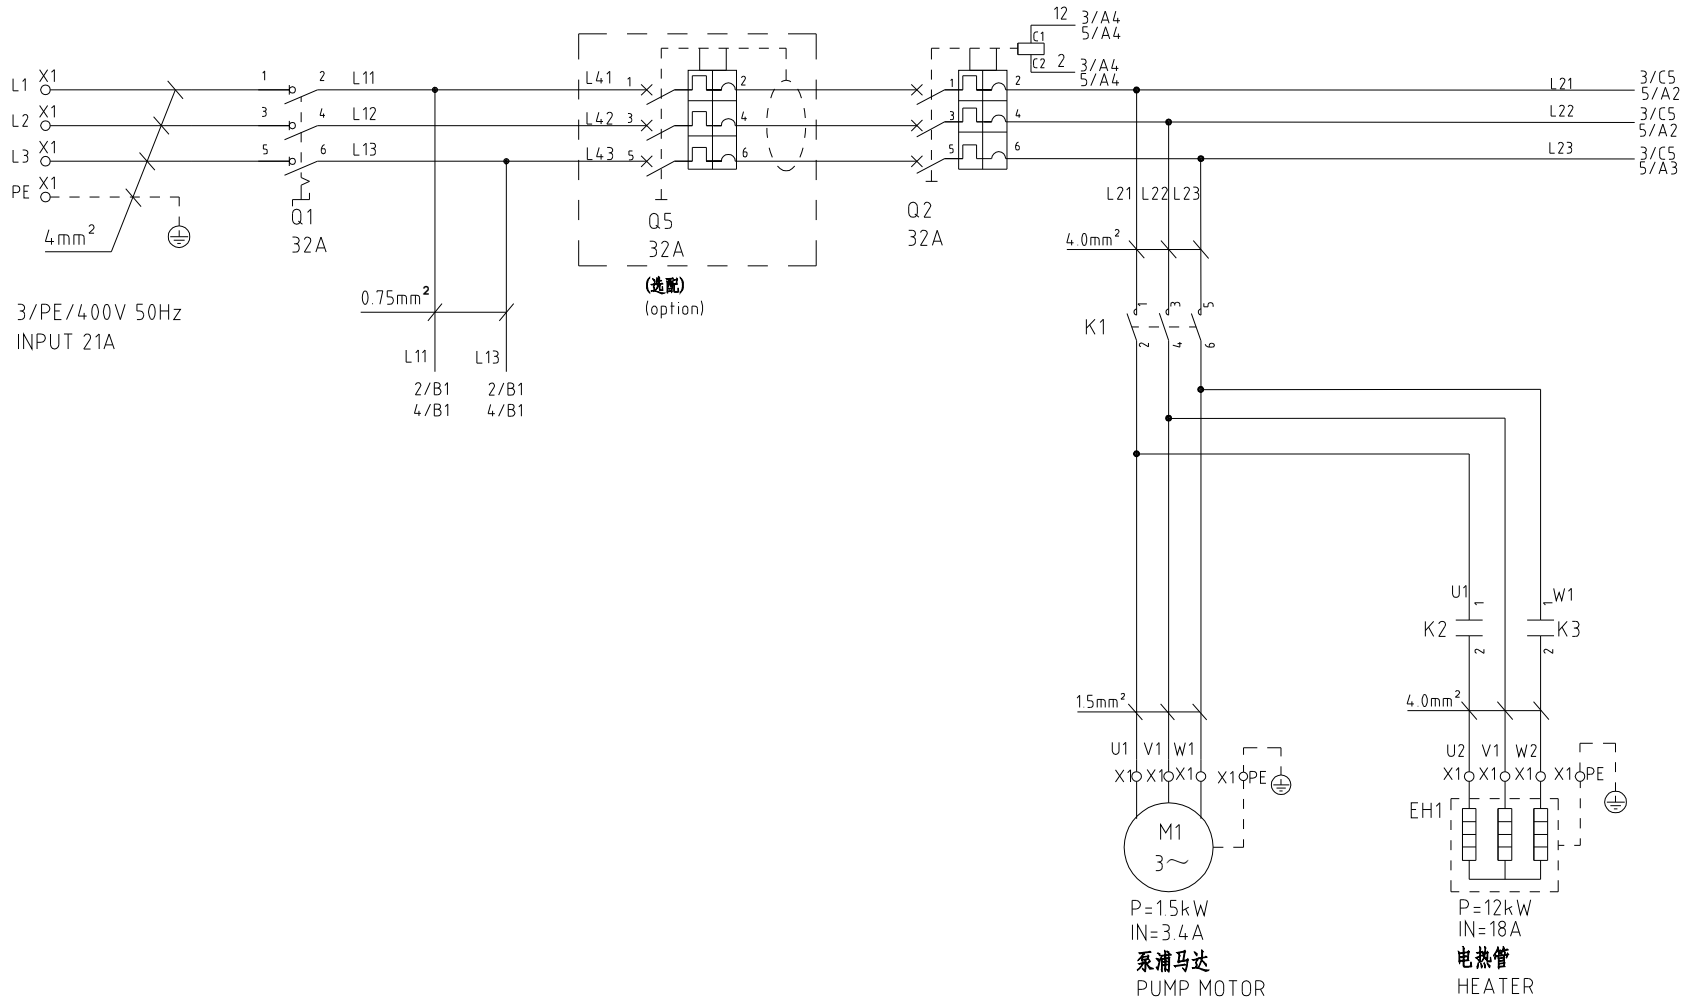 12 3/A4
5/A4
C1
C2 2 3/A4
5/A4
L1 X1 1 2 L11 L41 1 2 1 2 L21 3/C5
5/A2
L2 X1 3 4 L12 L42 3 4 3 4 L22 3/C5
5/A2
L3 X1 5 6 L13 L43 5 6 5 6 L23 3/C5
5/A3
PE X1
4mm²
Q1
32A
Q5
32A
(选配)
(option)
Q2
32A
L21 L22 L23
4.0mm²
3/PE/400V 50Hz
INPUT 21A
0.75mm²
L11 L13
2/B1 2/B1
4/B1 4/B1
K1 1 3 5
2 4 6
U1 1 1 W1
K2 K3
2 2
1.5mm² 4.0mm²
U1 V1 W1 U2 V1 W2
X1 X1 X1 X1 PE X1 X1 X1 X1 PE
M1
3~
EH1
P=1.5kW
IN=3.4A
泵浦马达
PUMP MOTOR
P=12kW
IN=18A
电热管
HEATER